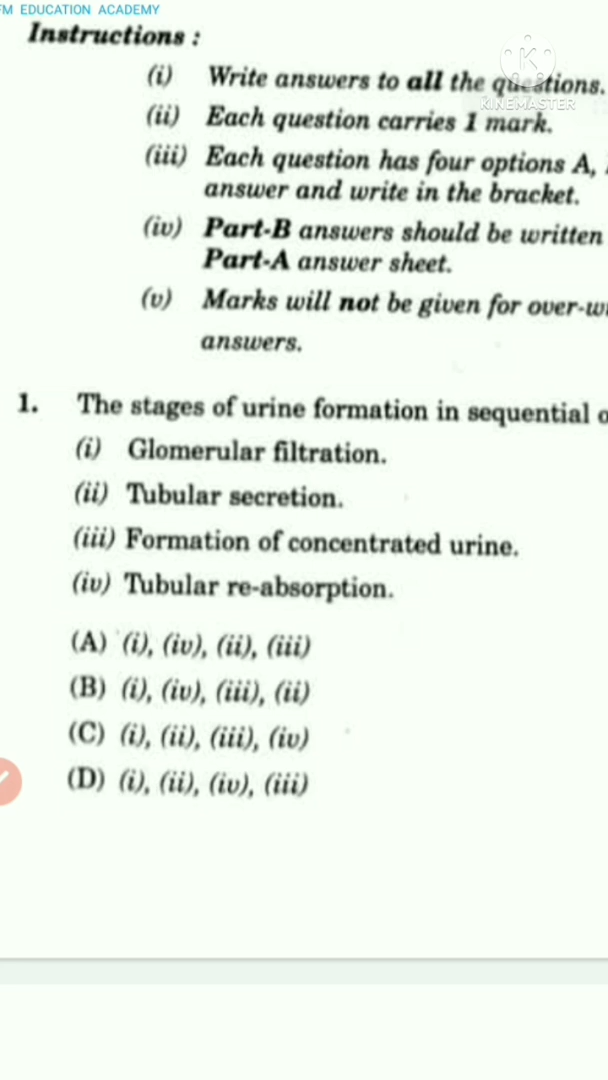 FM EDUCATION ACADEMY
Instructions :
(i) Write answers to all the questions.
KINEMASTER
(ii) Each question carries 1 mark.
(iii) Each question has four options A,
answer and write in the bracket.
(iv) Part-B answers should be written
Part-A answer sheet.
(v) Marks will not be given for over-w
answers.
1. The stages of urine formation in sequential o
(i) Glomerular filtration.
(ii) Tubular secretion.
(iii) Formation of concentrated urine.
(iv) Tubular re-absorption.
(A) (i), (iv), (ii), (iii)
(B) (i), (iv), (iii), (ii)
(C) (i), (ii), (iii), (iv)
(D) (i), (ii), (iv), (iii)